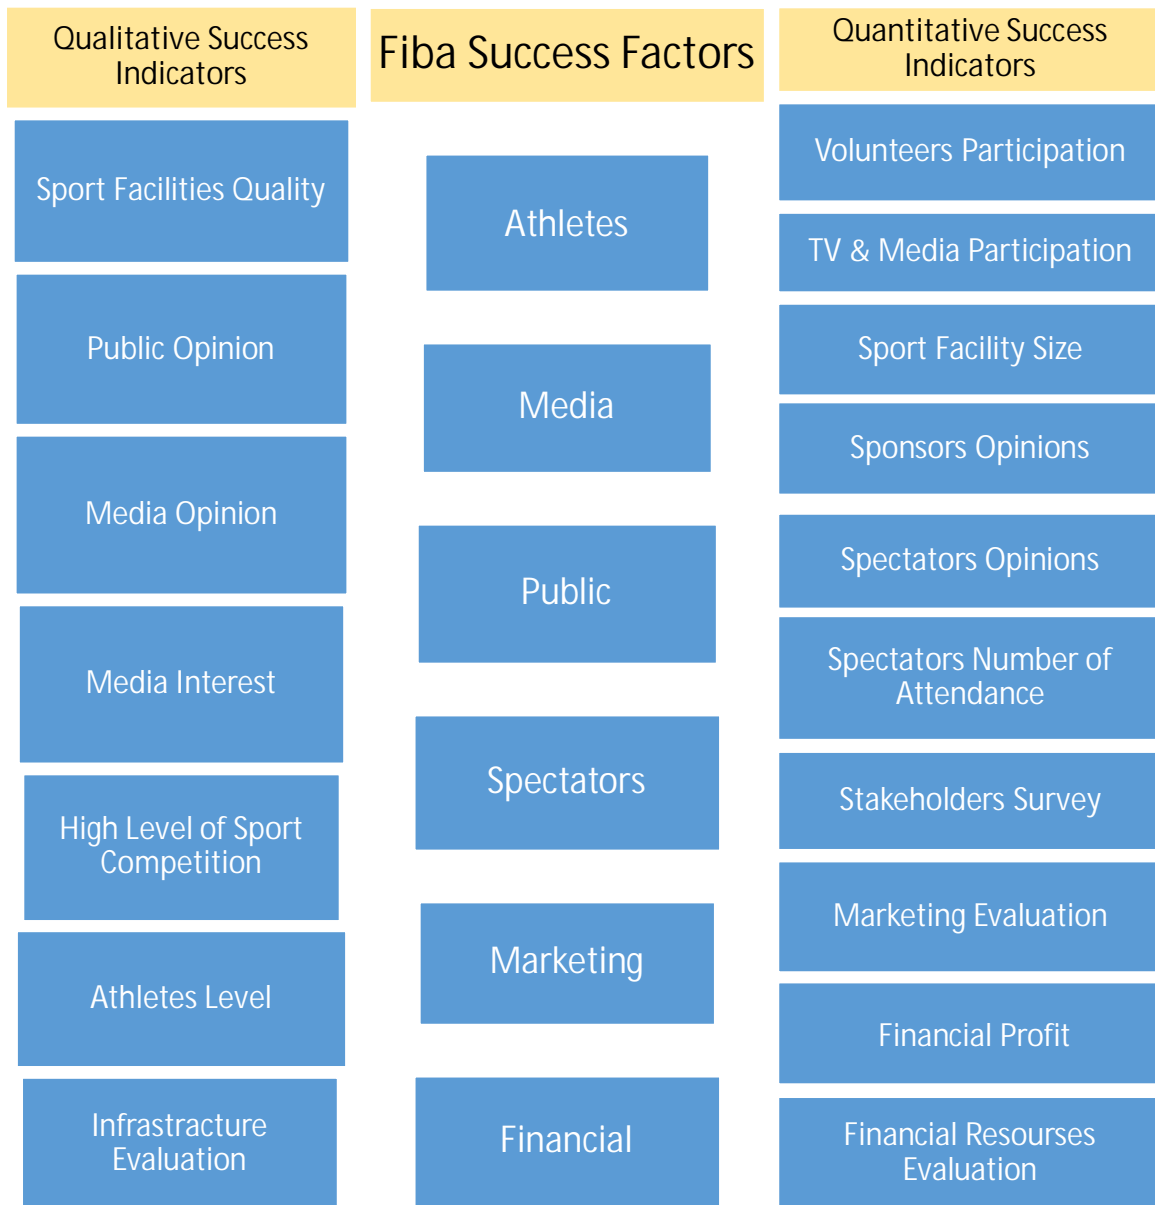 Qualitative Success
Indicators
Sport Facilities Quality
Public Opinion
Media Opinion
Media Interest
High Level of Sport
Competition
Athletes Level
Infrastracture
Evaluation
Fiba Success Factors
Athletes
Media
Public
Spectators
Marketing
Financial
Quantitative Success
Indicators
Volunteers Participation
TV & Media Participation
Sport Facility Size
Sponsors Opinions
Spectators Opinions
Spectators Number of
Attendance
Stakeholders Survey
Marketing Evaluation
Financial Profit
Financial Resourses
Evaluation